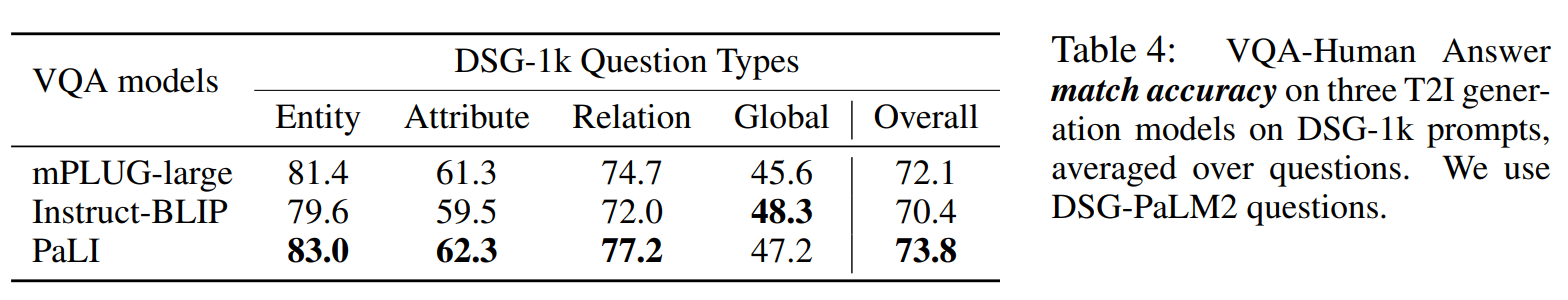 VQA models
DSG-1k Question Types
Entity Attribute Relation Global Overall
mPLUG-large 81.4 61.3 74.7 45.6 72.1
Instruct-BLIP 79.6 59.5 72.0 48.3 70.4
PaLI 83.0 62.3 77.2 47.2 73.8
Table 4: VQA-Human Answer
match accuracy on three T2I gener-
ation models on DSG-1k prompts,
averaged over questions. We use
DSG-PaLM2 questions.